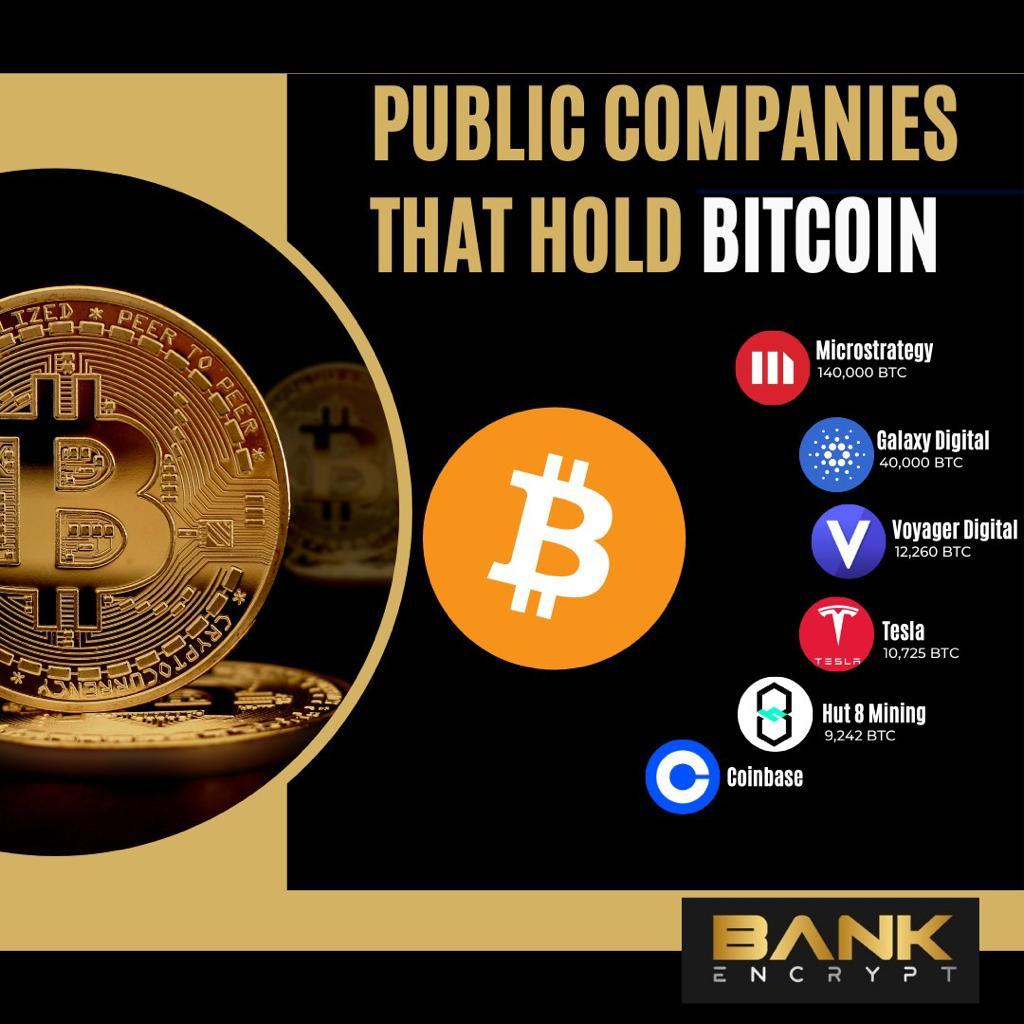 PUBLIC COMPANIES
THAT HOLD BITCOIN
LIZED * PEER TO PEER *
* CRYPTOCURRENCY *
Microstrategy
140,000 BTC
Galaxy Digital
40,000 BTC
Voyager Digital
12,260 BTC
TESLA
Tesla
10,725 BTC
Hut 8 Mining
9,242 BTC
Coinbase
BANK
ENCRYPT